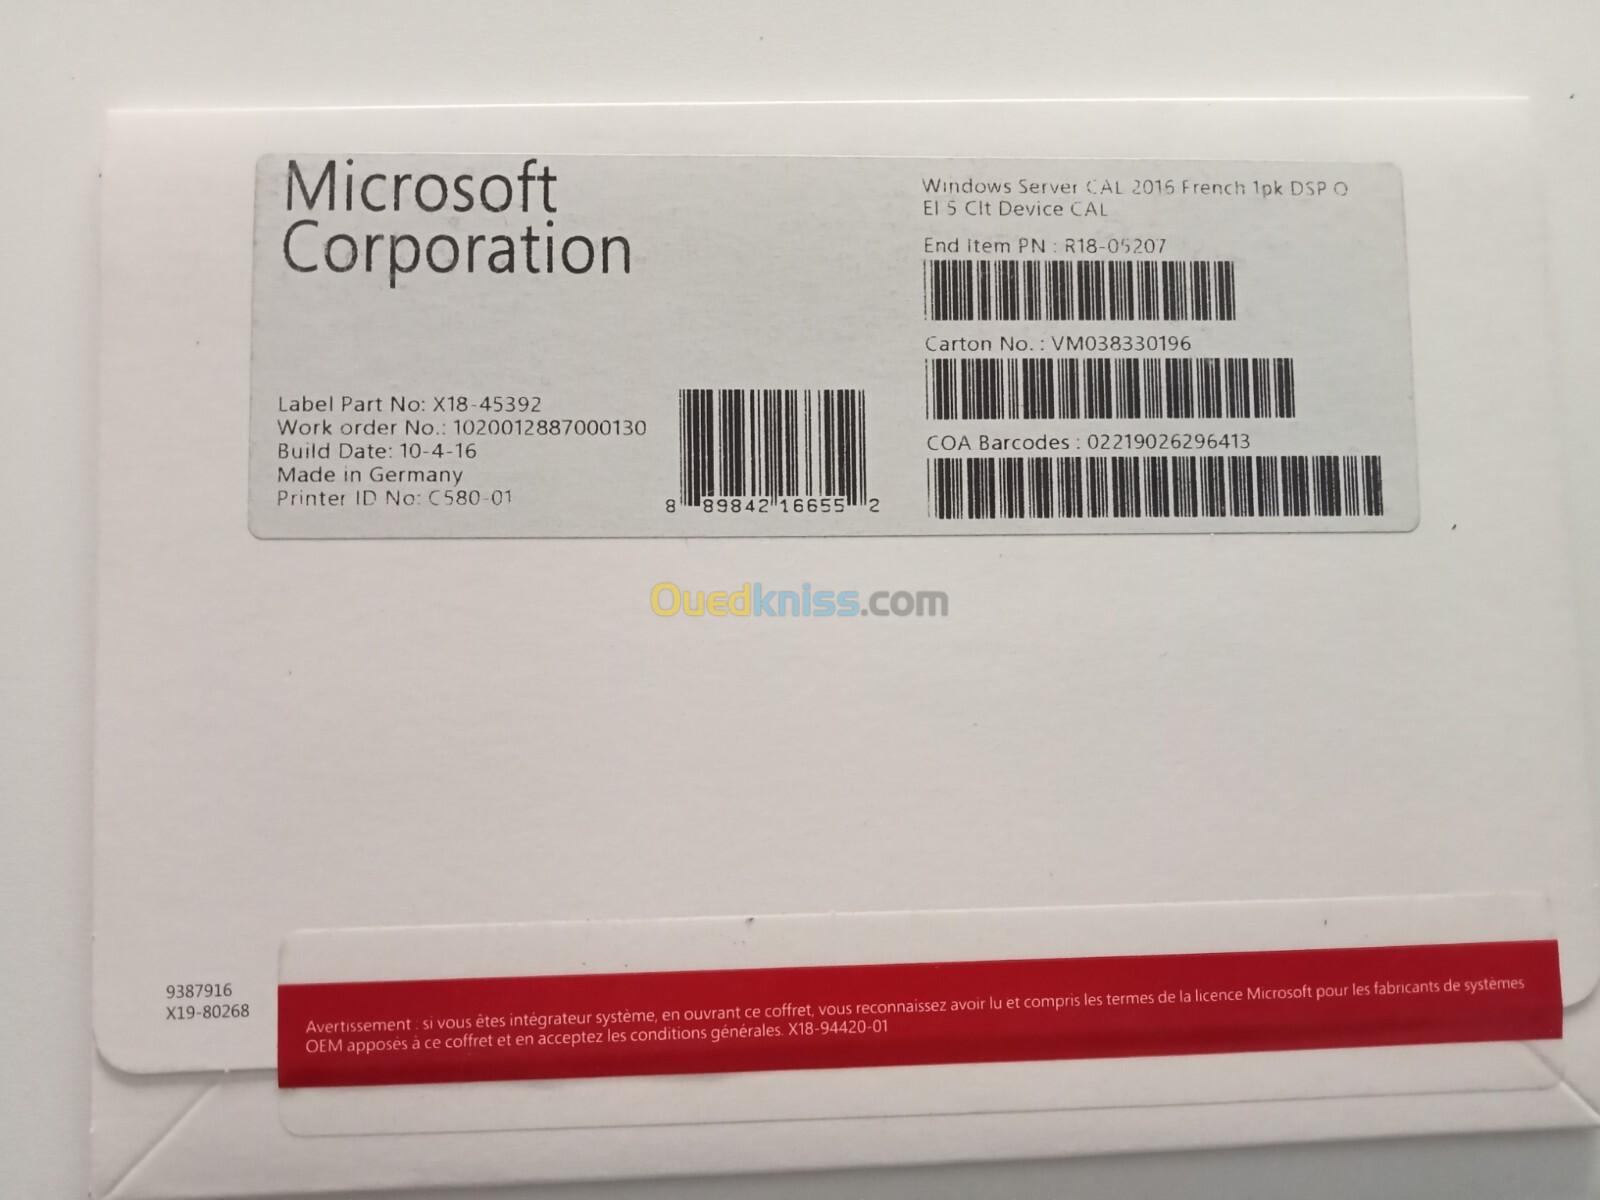 Microsoft
Corporation
Windows Server CAL 2016 French 1pk DSP O
EI 5 Clt Device CAL
End Item PN : R18-05207
Carton No. : VM038330196
COA Barcodes : 02219026296413
Label Part No: X18-45392
Work order No.: 1020012887000130
Build Date: 10-4-16
Made in Germany
Printer ID No: C580-01
8 89842 16655 2
Ouedkniss.com
9387916
X19-80268
Avertissement : si vous êtes intégrateur système, en ouvrant ce coffret, vous reconnaissez avoir lu et compris les termes de la licence Microsoft pour les fabricants de systèmes
OEM apposés à ce coffret et en acceptez les conditions générales. X18-94420-01